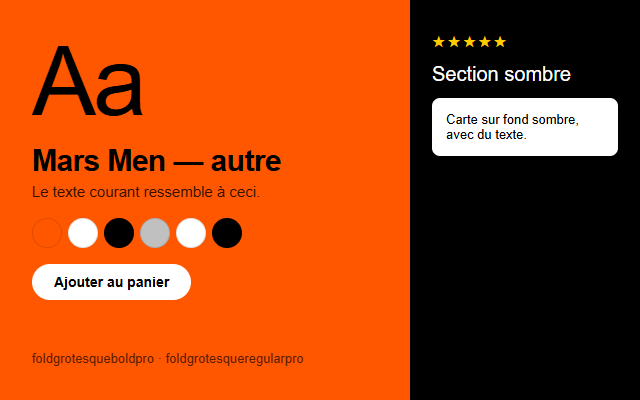 Aa
Mars Men — autre
Le texte courant ressemble à ceci.
Ajouter au panier
foldgrotesqueboldpro · foldgrotesqueregularpro
★★★★★
Section sombre
Carte sur fond sombre,
avec du texte.